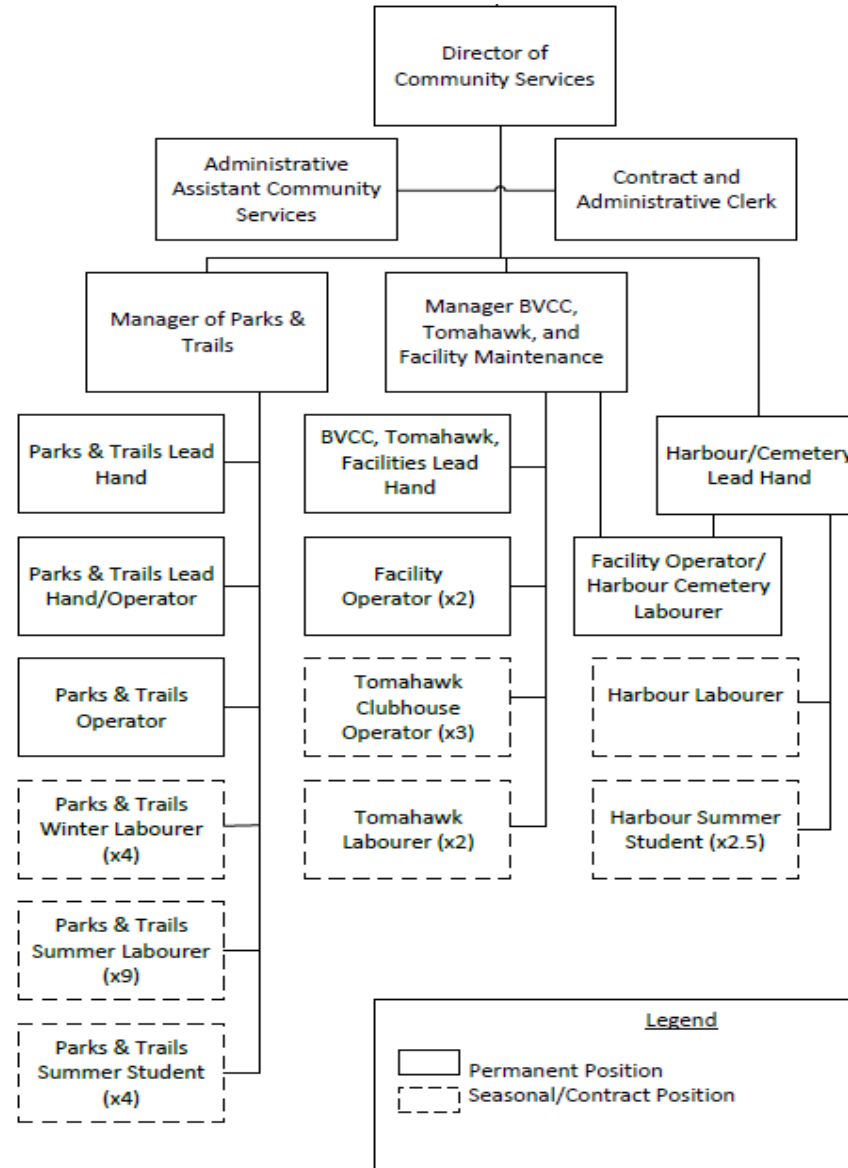 Director of
Community Services
Administrative
Assistant Community
Services
Contract and
Administrative Clerk
Manager of Parks &
Trails
Manager BVCC,
Tomahawk, and
Facility Maintenance
Parks & Trails Lead
Hand
BVCC, Tomahawk,
Facilities Lead
Hand
Harbour/Cemetery
Lead Hand
Parks & Trails Lead
Hand/Operator
Facility
Operator (x2)
Facility Operator/
Harbour Cemetery
Labourer
Parks & Trails
Operator
Tomahawk
Clubhouse
Operator (x3)
Harbour Labourer
Parks & Trails
Winter Labourer
(x4)
Tomahawk
Labourer (x2)
Harbour Summer
Student (x2.5)
Parks & Trails
Summer Labourer
(x9)
Parks & Trails
Summer Student
(x4)
Legend
Permanent Position
Seasonal/Contract Position